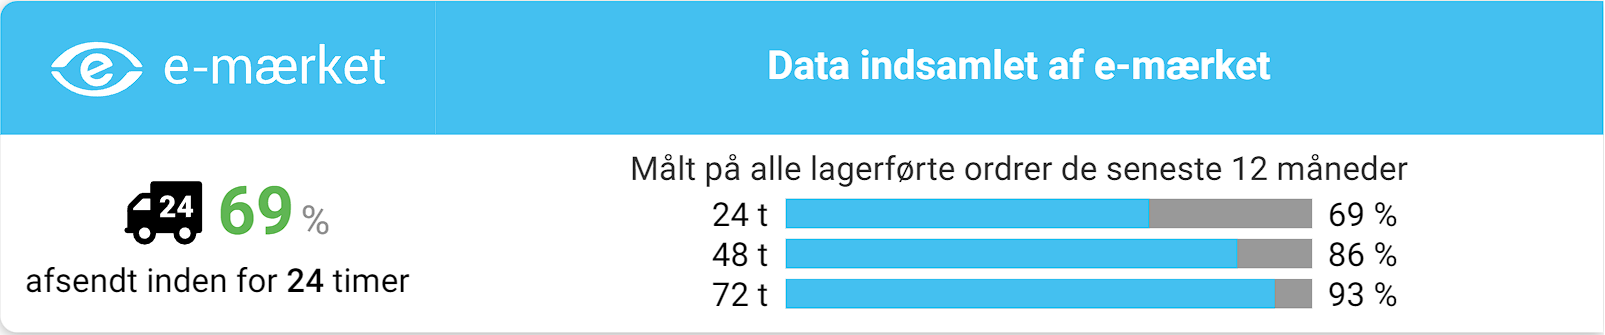 e-mærket
Data indsamlet af e-mærket
24 69 %
afsendt inden for 24 timer
Målt på alle lagerførte ordrer de seneste 12 måneder
24 t 69 %
48 t 86 %
72 t 93 %